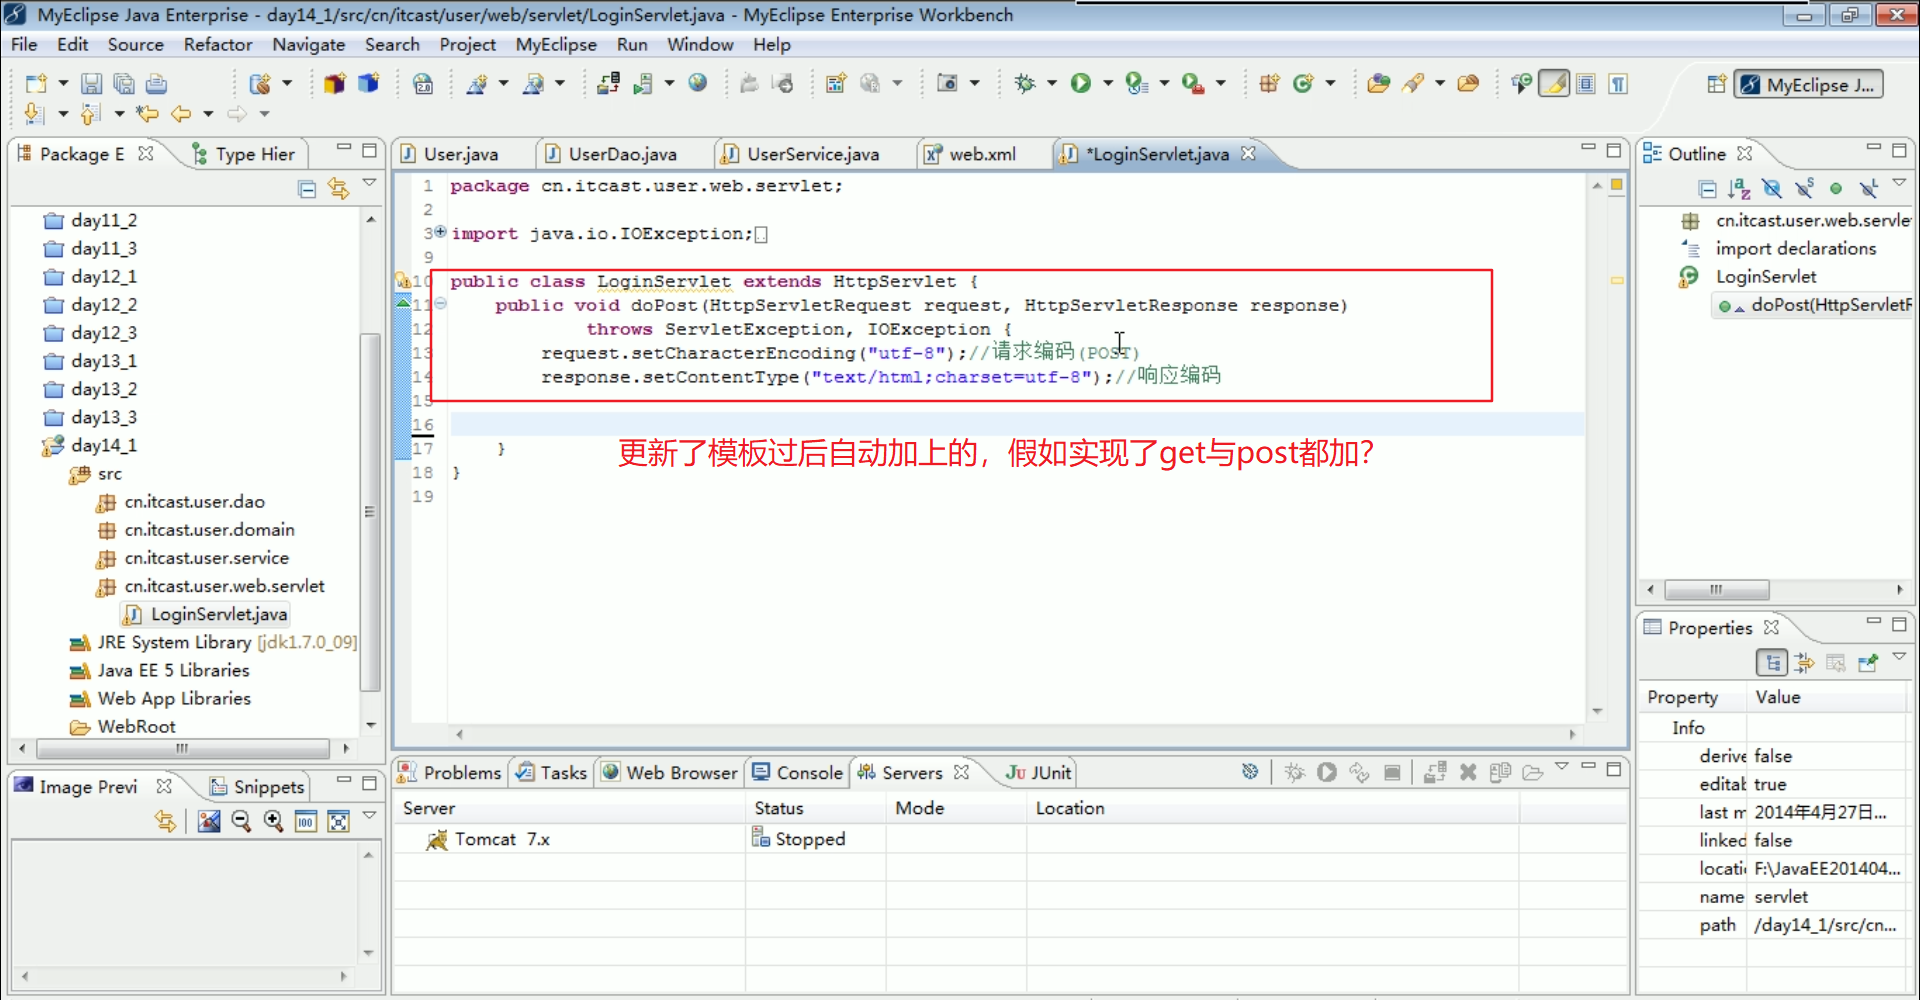 MyEclipse Java Enterprise - day14_1/src/cn/itcast/user/web/servlet/LoginServlet.java - MyEclipse Enterprise Workbench
File Edit Source Refactor Navigate Search Project MyEclipse Run Window Help
MyEclipse J...
Package E
Type Hier
day11_2
day11_3
day12_1
day12_2
day12_3
day13_1
day13_2
day13_3
day14_1
src
cn.itcast.user.dao
cn.itcast.user.domain
cn.itcast.user.service
cn.itcast.user.web.servlet
LoginServlet.java
JRE System Library [jdk1.7.0_09]
Java EE 5 Libraries
Web App Libraries
WebRoot
User.java UserDao.java UserService.java web.xml *LoginServlet.java
1 package cn.itcast.user.web.servlet;
2
3 import java.io.IOException;
9
10 public class LoginServlet extends HttpServlet {
11 public void doPost(HttpServletRequest request, HttpServletResponse response)
12 throws ServletException, IOException {
13 request.setCharacterEncoding("utf-8");//请求编码(POST)
14 response.setContentType("text/html;charset=utf-8");//响应编码
15
16
17 }
18 }
19
更新了模板过后自动加上的，假如实现了get与post都加?
Outline
cn.itcast.user.web.servle
import declarations
LoginServlet
doPost(HttpServletR
Properties
Property Value
Info
derive false
editab true
last m 2014年4月27日...
linked false
locati F:\JavaEE201404...
name servlet
path /day14_1/src/cn...
Image Previ
Snippets
100
Problems Tasks Web Browser Console Servers JUnit
Server Status Mode Location
Tomcat 7.x Stopped